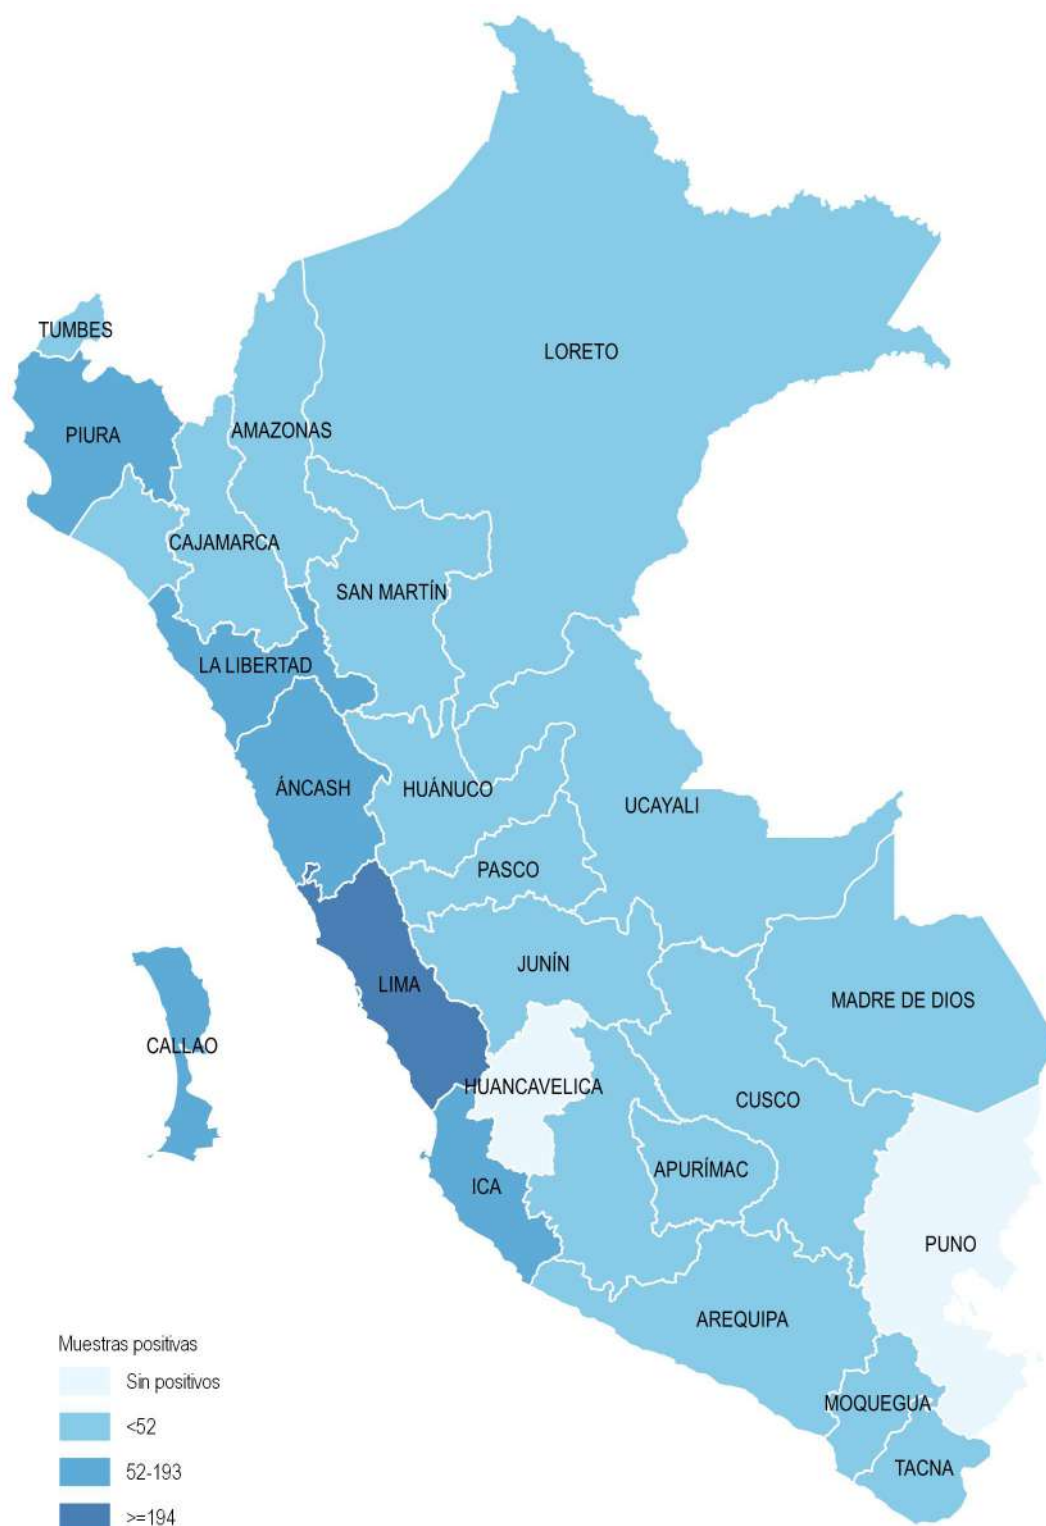 TUMBES
LORETO
PIURA
AMAZONAS
CAJAMARCA
SAN MARTÍN
LA LIBERTAD
ÁNCASH
HUÁNUCO
UCAYALI
PASCO
JUNÍN
LIMA
MADRE DE DIOS
CALLAO
HUANCAVELICA
CUSCO
APURÍMAC
ICA
PUNO
AREQUIPA
MOQUEGUA
TACNA
Muestras positivas
Sin positivos
<52
52-193
>=194